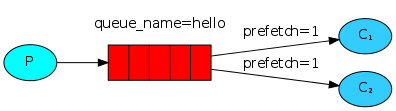 queue_name=hello
prefetch=1
C₁
P
prefetch=1
C₂